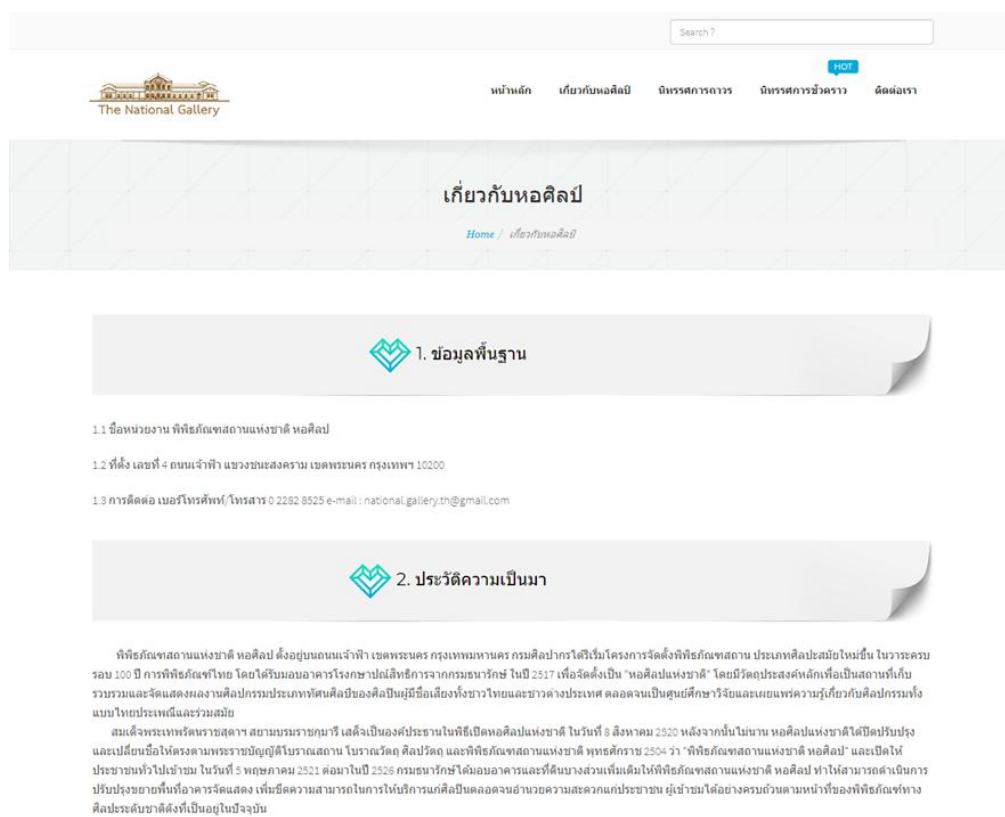 Search ?
HOT
The National Gallery
หน้าหลัก เกี่ยวกับหอศิลป์ นิทรรศการถาวร นิทรรศการชั่วคราว ติดต่อเรา
เกี่ยวกับหอศิลป์
Home / เกี่ยวกับหอศิลป์
1. ข้อมูลพื้นฐาน
1.1 ชื่อหน่วยงาน พิพิธภัณฑสถานแห่งชาติ หอศิลป
1.2 ที่ตั้ง เลขที่ 4 ถนนเจ้าฟ้า แขวงชนะสงคราม เขตพระนคร กรุงเทพฯ 10200
1.3 การติดต่อ เบอร์โทรศัพท์/โทรสาร 0 2282 8525 e-mail : national.gallery.th@gmail.com
2. ประวัติความเป็นมา
พิพิธภัณฑสถานแห่งชาติ หอศิลป ตั้งอยู่บนถนนเจ้าฟ้า เขตพระนคร กรุงเทพมหานคร กรมศิลปากรได้ริเริ่มโครงการจัดตั้งพิพิธภัณฑสถาน ประเภทศิลปะสมัยใหม่ขึ้น ในวาระครบ
รอบ 100 ปี การพิพิธภัณฑ์ไทย โดยได้รับมอบอาคารโรงกษาปณ์สิทธิการจากกรมธนารักษ์ ในปี 2517 เพื่อจัดตั้งเป็น "หอศิลปแห่งชาติ" โดยมีวัตถุประสงค์หลักเพื่อเป็นสถานที่เก็บ
รวบรวมและจัดแสดงผลงานศิลปกรรมประเภททัศนศิลป์ของศิลปินผู้มีชื่อเสียงทั้งชาวไทยและชาวต่างประเทศ ตลอดจนเป็นศูนย์ศึกษาวิจัยและเผยแพร่ความรู้เกี่ยวกับศิลปกรรมทั้ง
แบบไทยประเพณีและร่วมสมัย
สมเด็จพระเทพรัตนราชสุดาฯ สยามบรมราชกุมารี เสด็จเป็นองค์ประธานในพิธีเปิดหอศิลปแห่งชาติ ในวันที่ 8 สิงหาคม 2520 หลังจากนั้นไม่นาน หอศิลปแห่งชาติได้ปิดปรับปรุง
และเปลี่ยนชื่อให้ตรงตามพระราชบัญญัติโบราณสถาน โบราณวัตถุ ศิลปวัตถุ และพิพิธภัณฑสถานแห่งชาติ พุทธศักราช 2504 ว่า "พิพิธภัณฑสถานแห่งชาติ หอศิลป" และเปิดให้
ประชาชนทั่วไปเข้าชม ในวันที่ 5 พฤษภาคม 2521 ต่อมาในปี 2526 กรมธนารักษ์ได้มอบอาคารและที่ดินบางส่วนเพิ่มเติมให้พิพิธภัณฑสถานแห่งชาติ หอศิลป ทำให้สามารถดำเนินการ
ปรับปรุงขยายพื้นที่อาคารจัดแสดง เพิ่มขีดความสามารถในการให้บริการแก่ศิลปินตลอดจนอำนวยความสะดวกแก่ประชาชน ผู้เข้าชมได้อย่างครบถ้วนตามหน้าที่ของพิพิธภัณฑ์ทาง
ศิลปะระดับชาติดังที่เป็นอยู่ในปัจจุบัน